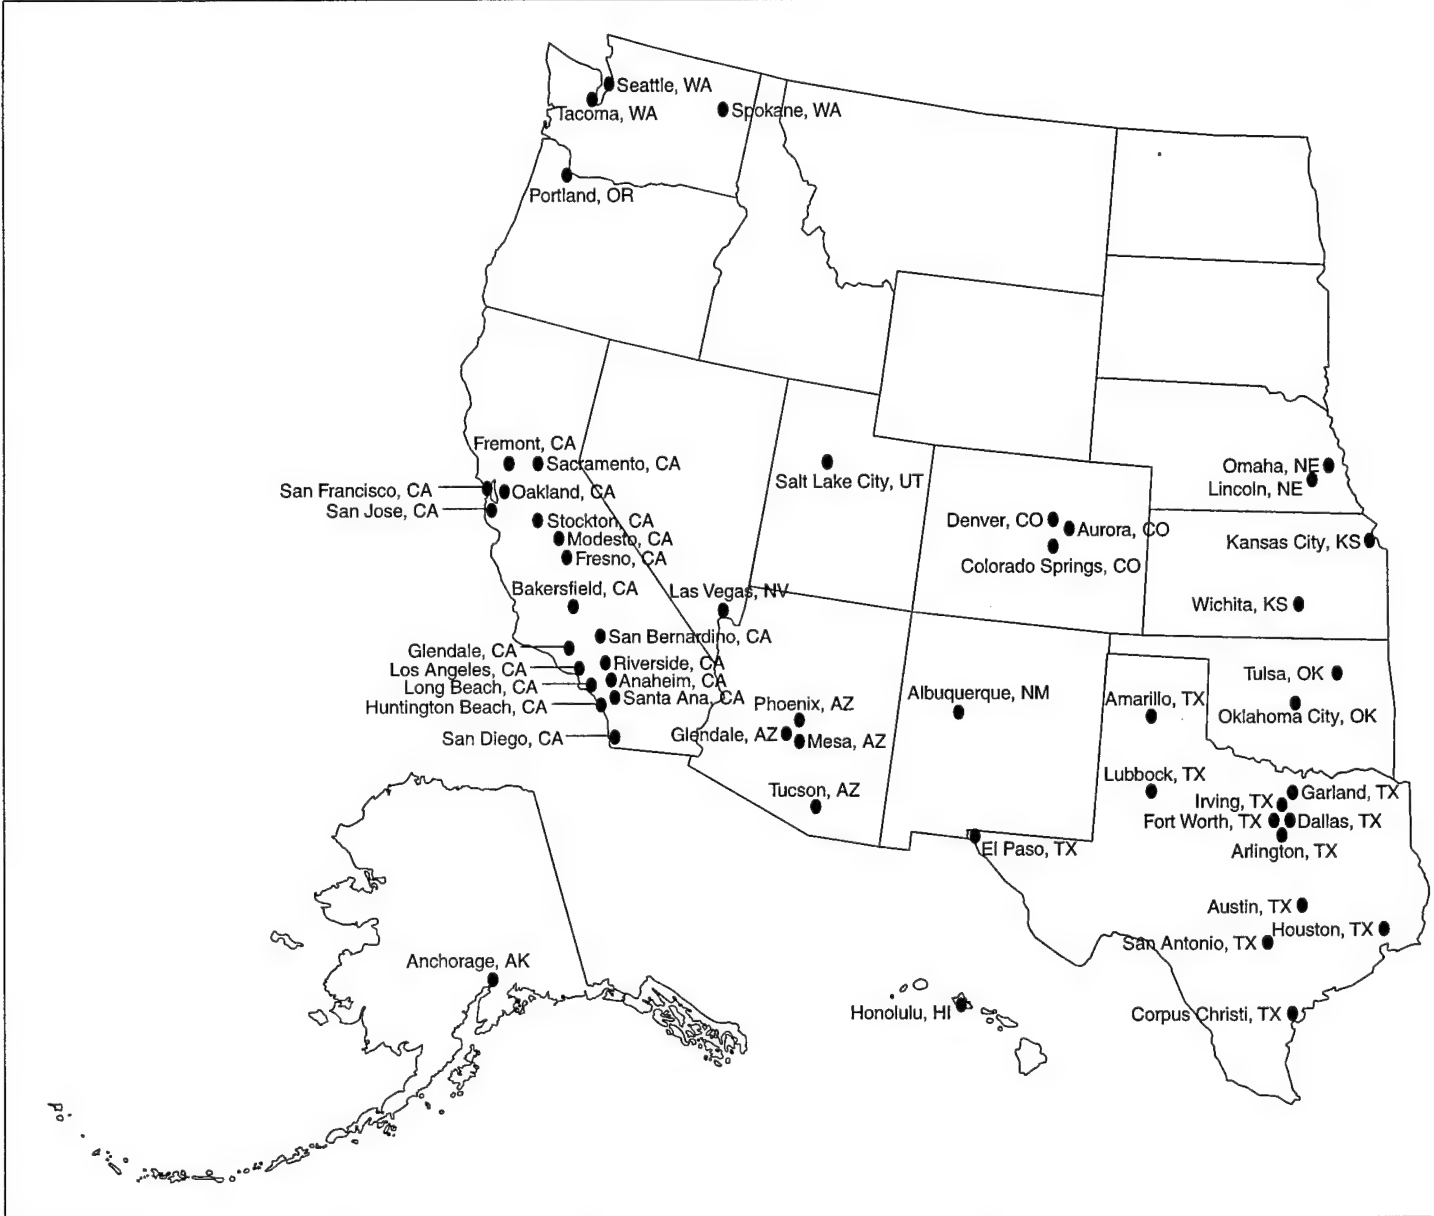 Seattle, WA
Tacoma, WA
Spokane, WA
Portland, OR
Fremont, CA
Sacramento, CA
San Francisco, CA
Oakland, CA
San Jose, CA
Stockton, CA
Modesto, CA
Fresno, CA
Bakersfield, CA
Las Vegas, NV
San Bernardino, CA
Glendale, CA
Los Angeles, CA
Riverside, CA
Anaheim, CA
Long Beach, CA
Santa Ana, CA
Huntington Beach, CA
San Diego, CA
Salt Lake City, UT
Denver, CO
Aurora, CO
Colorado Springs, CO
Omaha, NE
Lincoln, NE
Kansas City, KS
Wichita, KS
Tulsa, OK
Oklahoma City, OK
Phoenix, AZ
Glendale, AZ
Mesa, AZ
Tucson, AZ
Albuquerque, NM
Amarillo, TX
Lubbock, TX
Garland, TX
Irving, TX
Fort Worth, TX
Dallas, TX
Arlington, TX
El Paso, TX
Austin, TX
Houston, TX
San Antonio, TX
Corpus Christi, TX
Anchorage, AK
Honolulu, HI